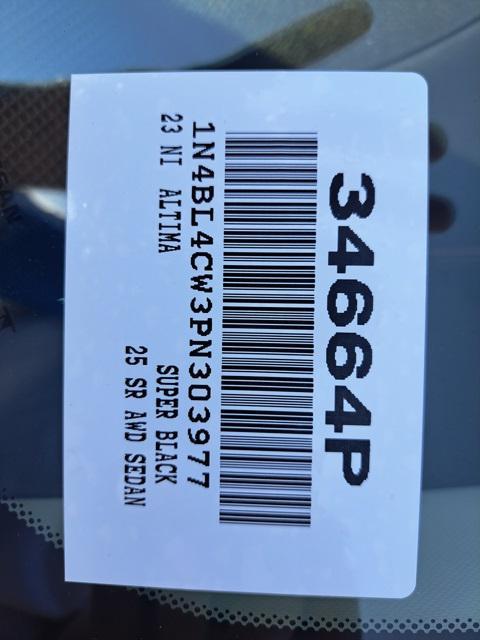 34664P
1N4BL4CW3PN303977
23 NI ALTIMA SUPER BLACK
25 SR AWD SEDAN